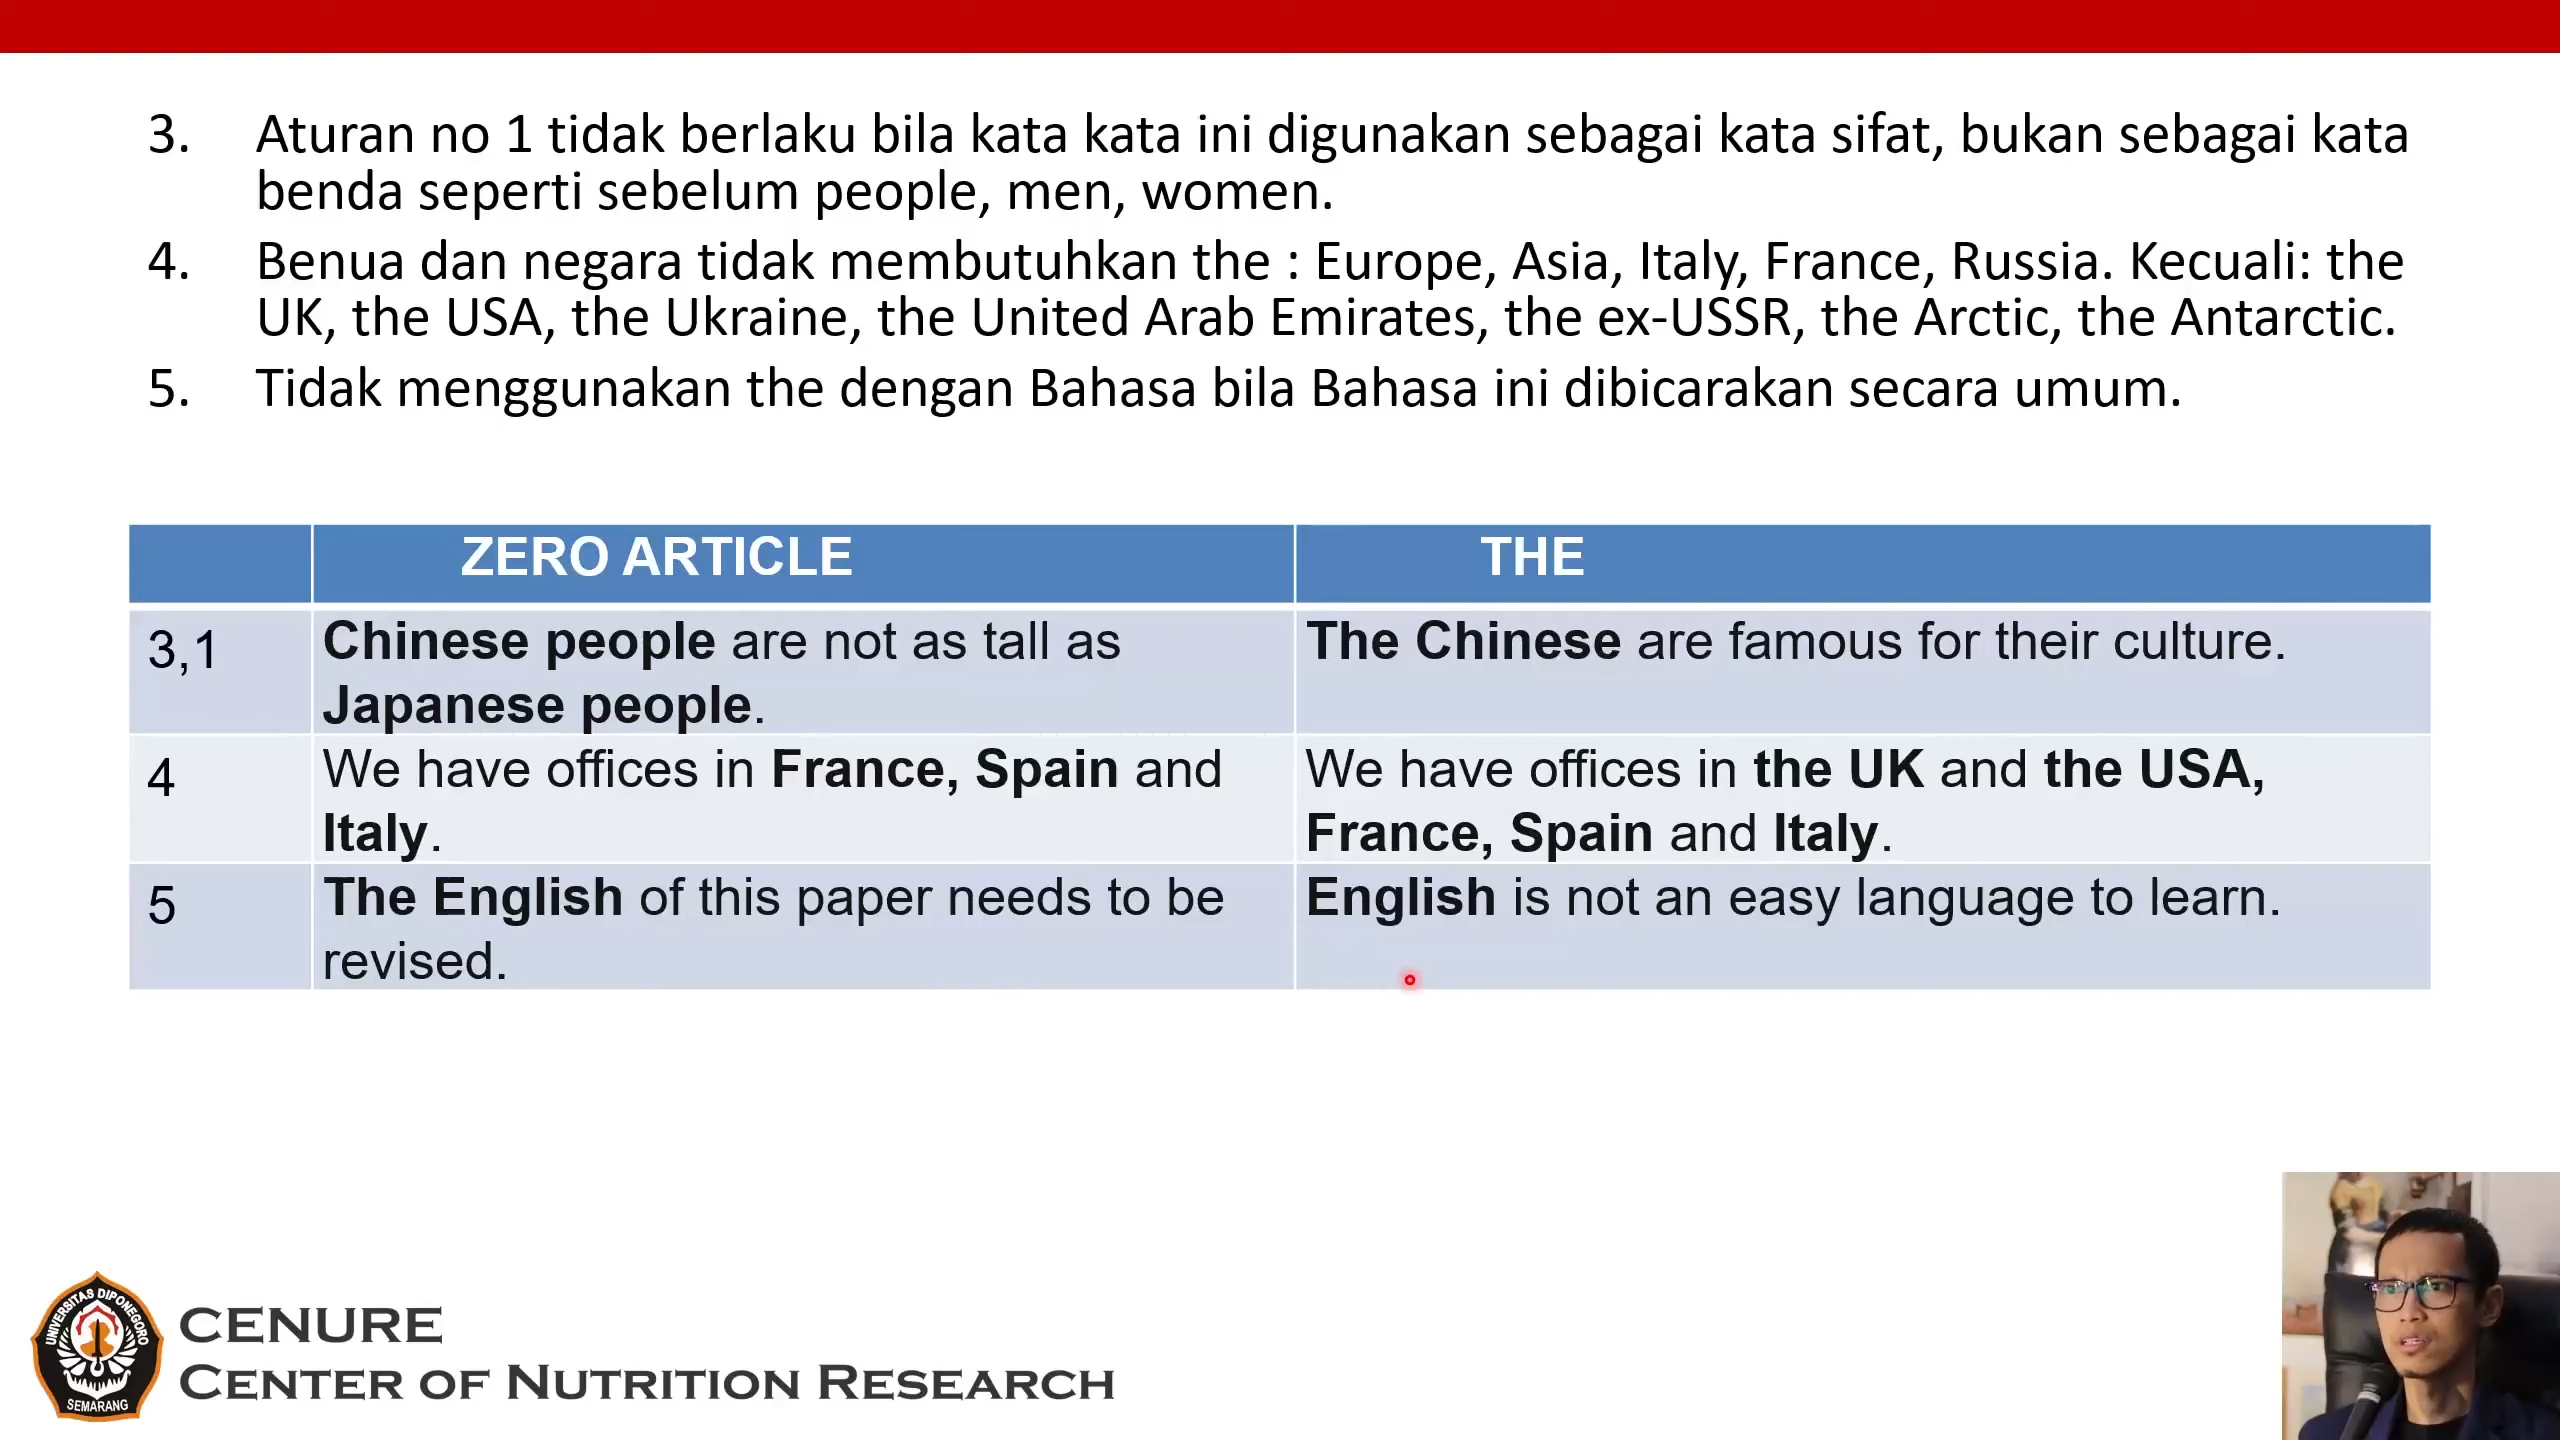 3. Aturan no 1 tidak berlaku bila kata kata ini digunakan sebagai kata sifat, bukan sebagai kata
benda seperti sebelum people, men, women.
4. Benua dan negara tidak membutuhkan the : Europe, Asia, Italy, France, Russia. Kecuali: the
UK, the USA, the Ukraine, the United Arab Emirates, the ex-USSR, the Arctic, the Antarctic.
5. Tidak menggunakan the dengan Bahasa bila Bahasa ini dibicarakan secara umum.
ZERO ARTICLE THE
3,1
Chinese people are not as tall as
Japanese people.
The Chinese are famous for their culture.
4
We have offices in France, Spain and
Italy.
We have offices in the UK and the USA,
France, Spain and Italy.
5
The English of this paper needs to be
revised.
English is not an easy language to learn.
UNIVERSITAS DIPONEGORO
SEMARANG
CENURE
CENTER OF NUTRITION RESEARCH